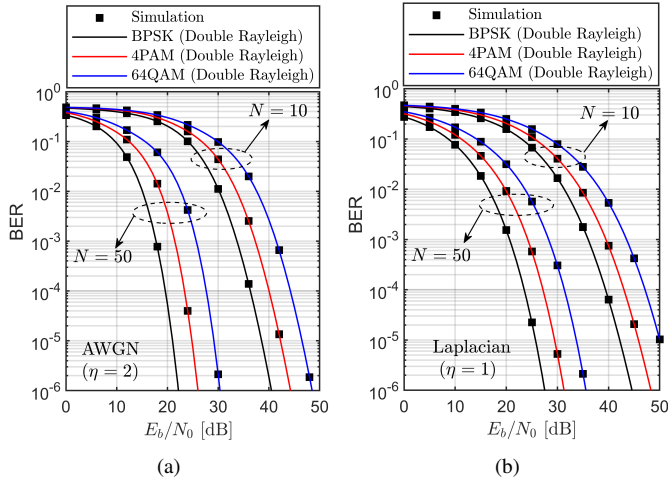 Simulation
BPSK (Double Rayleigh)
4PAM (Double Rayleigh)
64QAM (Double Rayleigh)
10^0
10^-1
10^-2
10^-3
10^-4
10^-5
10^-6
BER
N = 10
N = 50
AWGN
(η = 2)
0 10 20 30 40 50
E_b/N_0 [dB]
(a)
Simulation
BPSK (Double Rayleigh)
4PAM (Double Rayleigh)
64QAM (Double Rayleigh)
10^0
10^-1
10^-2
10^-3
10^-4
10^-5
10^-6
BER
N = 10
N = 50
Laplacian
(η = 1)
0 10 20 30 40 50
E_b/N_0 [dB]
(b)